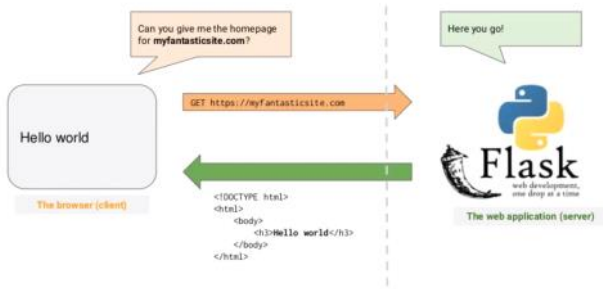 Can you give me the homepage
for myfantasticsite.com?
Here you go!
GET https://myfantasticsite.com
Hello world
Flask
web development,
one drop at a time
The browser (client)
The web application (server)
<!DOCTYPE html>
<html>
<body>
<h3>Hello world</h3>
</body>
</html>